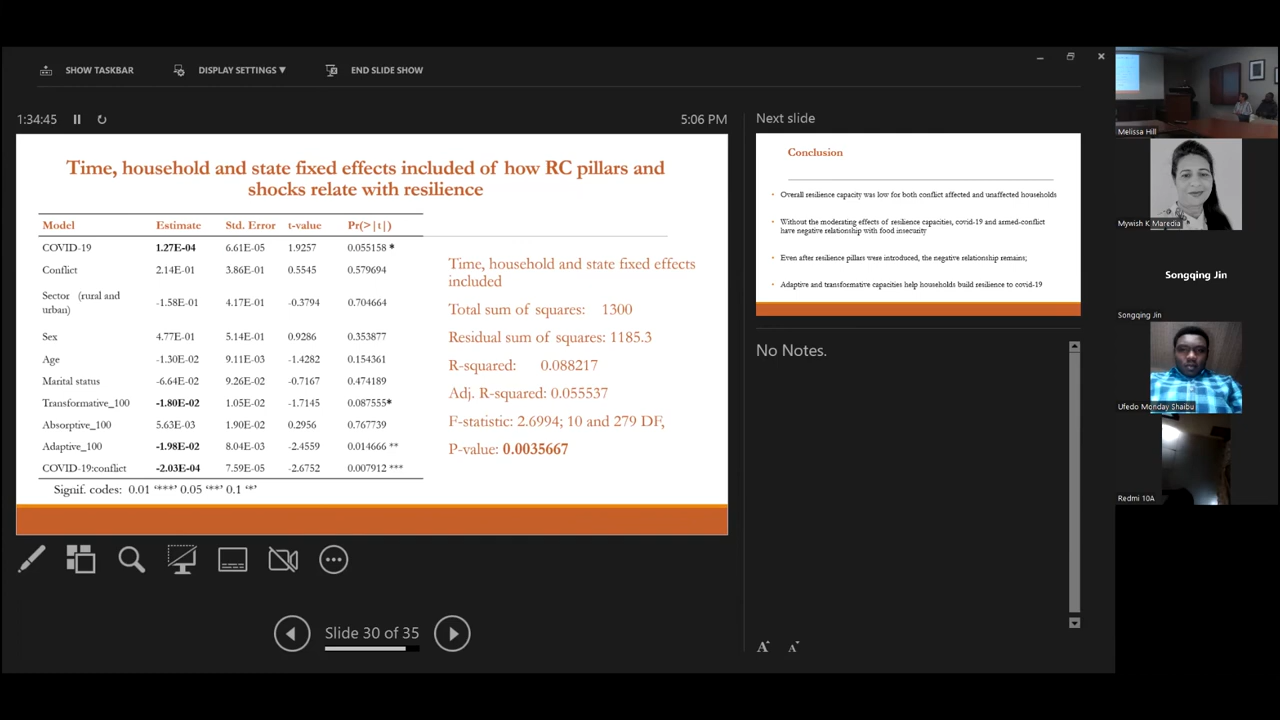 SHOW TASKBAR
DISPLAY SETTINGS ▼
END SLIDE SHOW
1:34:45
5:06 PM
Time, household and state fixed effects included of how RC pillars and
shocks relate with resilience
Model Estimate Std. Error t-value Pr(>|t|)
COVID-19 1.27E-04 6.61E-05 1.9257 0.055158 *
Conflict 2.14E-01 3.86E-01 0.5545 0.579694
Sector (rural and
urban) -1.58E-01 4.17E-01 -0.3794 0.704664
Sex 4.77E-01 5.14E-01 0.9286 0.353877
Age -1.30E-02 9.11E-03 -1.4282 0.154361
Marital status -6.64E-02 9.26E-02 -0.7167 0.474189
Transformative_100 -1.80E-02 1.05E-02 -1.7145 0.087555*
Absorptive_100 5.63E-03 1.90E-02 0.2956 0.767739
Adaptive_100 -1.98E-02 8.04E-03 -2.4559 0.014666 **
COVID-19:conflict -2.03E-04 7.59E-05 -2.6752 0.007912 ***
Signif. codes: 0.01 ‘***’ 0.05 ‘**’ 0.1 ‘*’
Time, household and state fixed effects
included
Total sum of squares: 1300
Residual sum of squares: 1185.3
R-squared: 0.088217
Adj. R-squared: 0.055537
F-statistic: 2.6994; 10 and 279 DF,
P-value: 0.0035667
Slide 30 of 35
Next slide
Conclusion
• Overall resilience capacity was low for both conflict affected and unaffected households
• Without the moderating effects of resilience capacities, covid-19 and armed-conflict
have negative relationship with food insecurity
• Even after resilience pillars were introduced, the negative relationship remains;
• Adaptive and transformative capacities help households build resilience to covid-19
No Notes.
A A
Melissa Hill
Mywish K Maredia
Songqing Jin
Songqing Jin
Ufedo Monday Shaibu
Redmi 10A